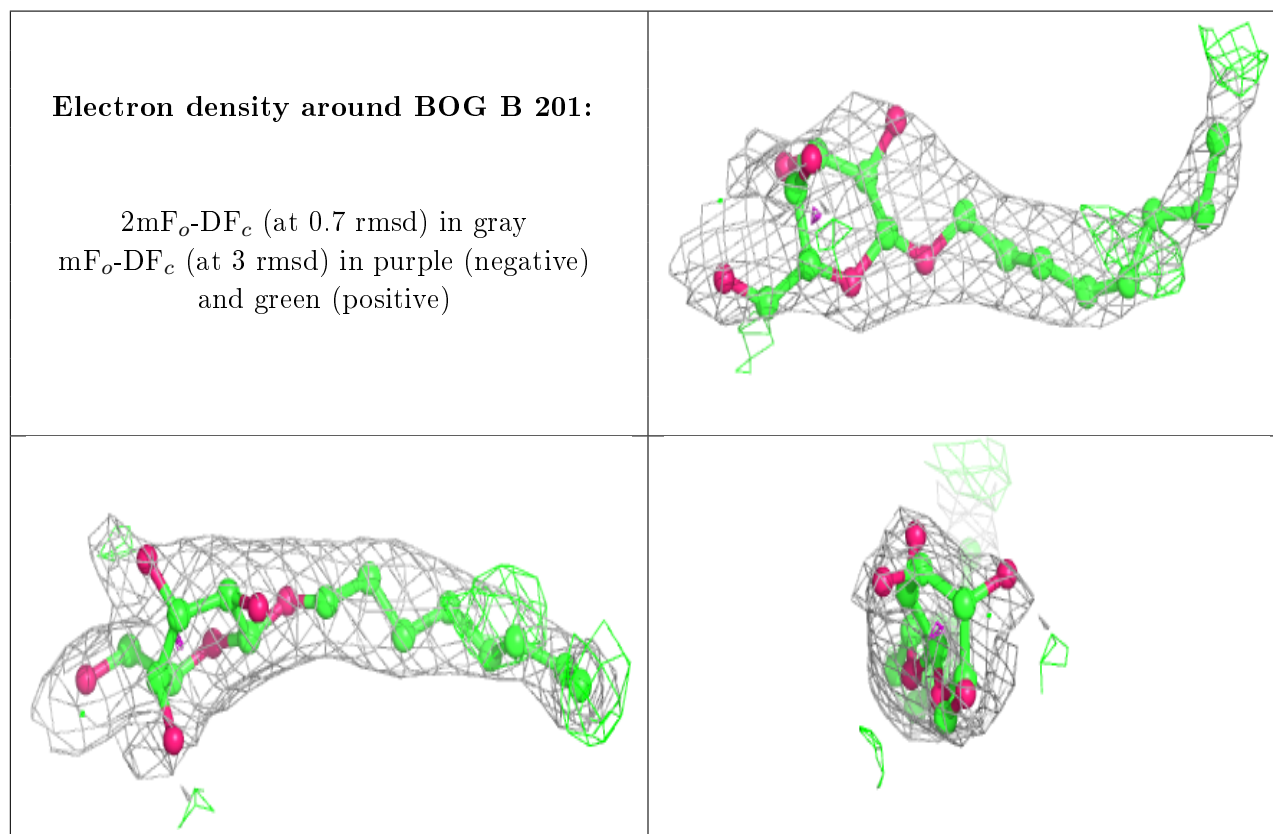 Electron density around BOG B 201:
2mFₒ-DF𝒸 (at 0.7 rmsd) in gray
mFₒ-DF𝒸 (at 3 rmsd) in purple (negative)
and green (positive)